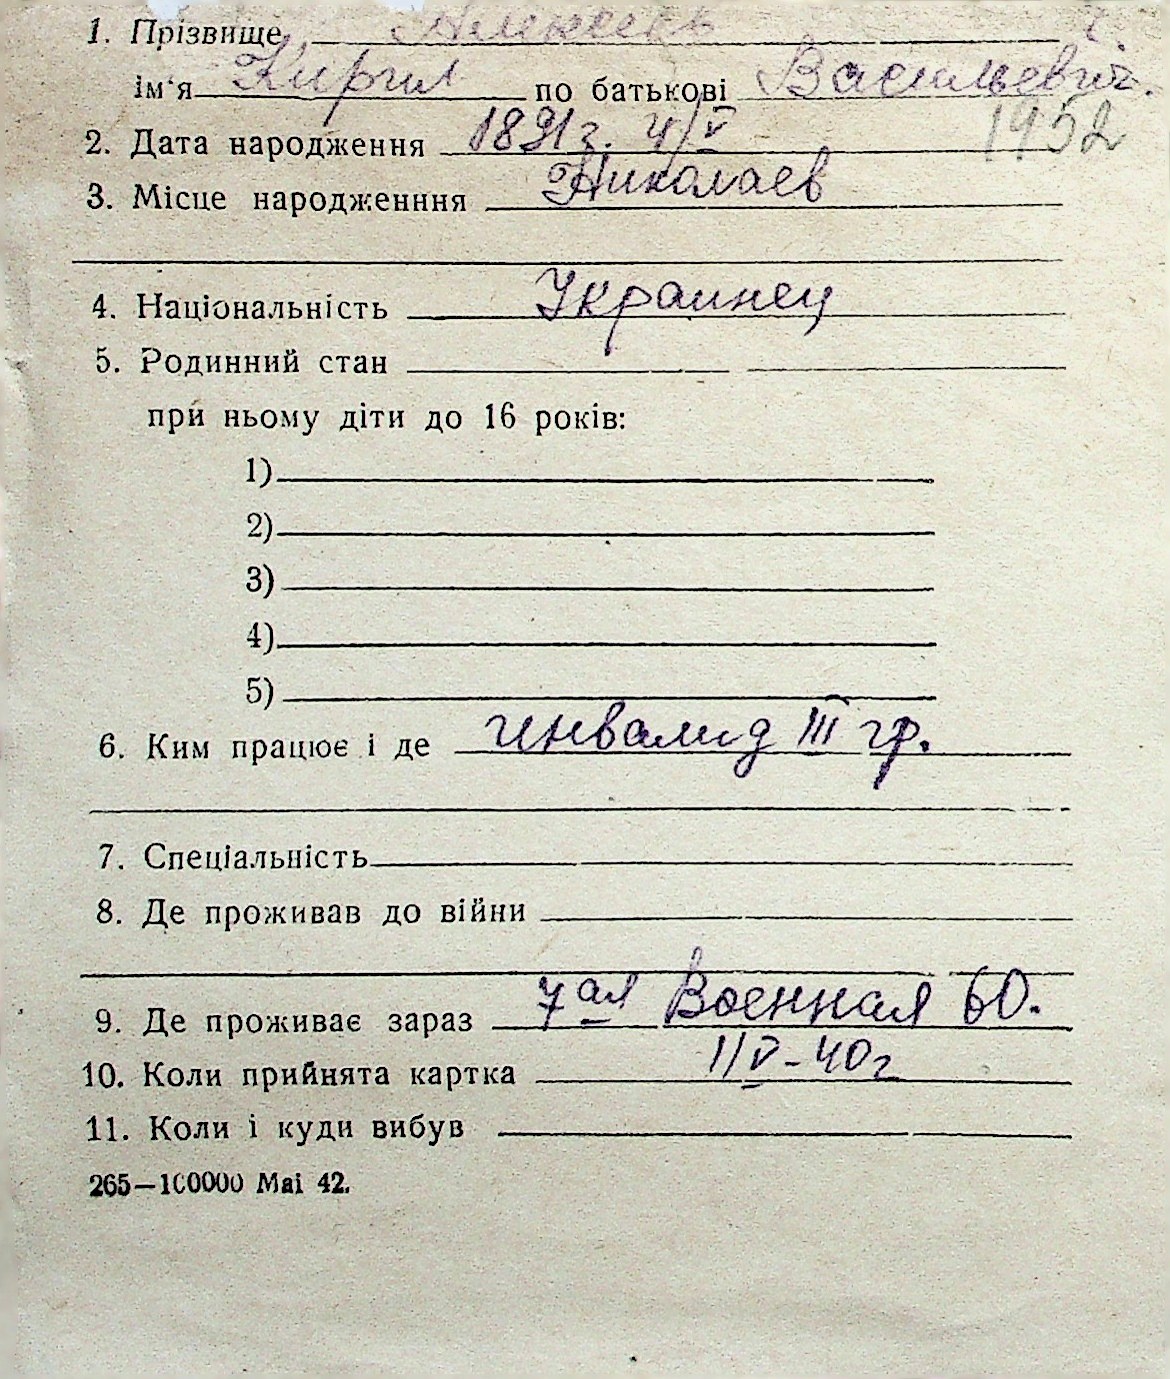 1. Прізвище
ім'я Кирил по батькові Васильевич.
2. Дата народження 1891 г. 4/V 1952
3. Місце народженння Николаев
4. Національність Украинец
5. Родинний стан
при ньому діти до 16 років:
1)
2)
3)
4)
5)
6. Ким працює і де инвалид III гр.
7. Спеціальність
8. Де проживав до війни
9. Де проживає зараз 7ая Военная 60.
10. Коли прийнята картка 1/V-40г
11. Коли і куди вибув
265—100000 Mai 42.